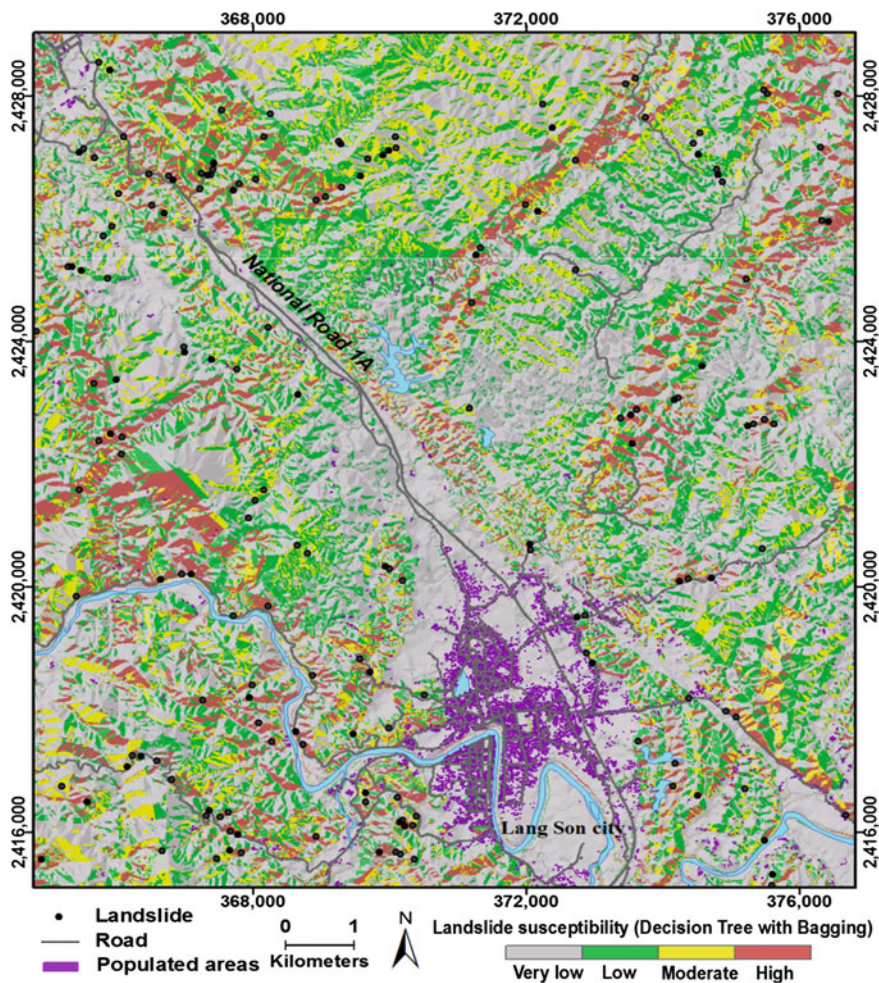 368,000 372,000 376,000
2,428,000 2,428,000
National Road 1A
2,424,000 2,424,000
2,420,000 2,420,000
2,416,000 2,416,000
Lang Son city
368,000 372,000 376,000
Landslide
Road
Populated areas
0 1
Kilometers
N
Landslide susceptibility (Decision Tree with Bagging)
Very low Low Moderate High